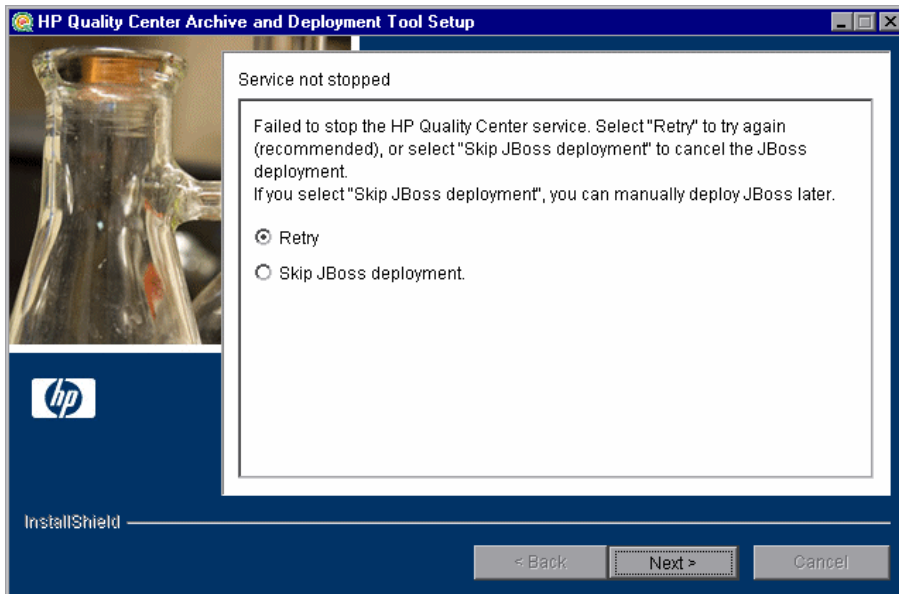 HP Quality Center Archive and Deployment Tool Setup
Service not stopped
Failed to stop the HP Quality Center service. Select "Retry" to try again
(recommended), or select "Skip JBoss deployment" to cancel the JBoss
deployment.
If you select "Skip JBoss deployment", you can manually deploy JBoss later.
Retry
Skip JBoss deployment.
hp
InstallShield
< Back
Next >
Cancel